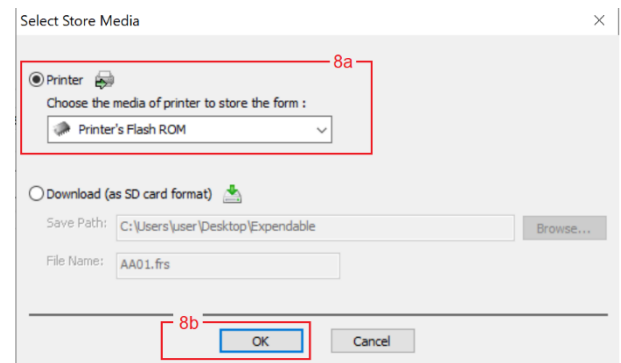 Select Store Media
8a
Printer
Choose the media of printer to store the form :
Printer's Flash ROM
Download (as SD card format)
Save Path: C:\Users\user\Desktop\Expendable Browse...
File Name: AA01.frs
8b
OK Cancel